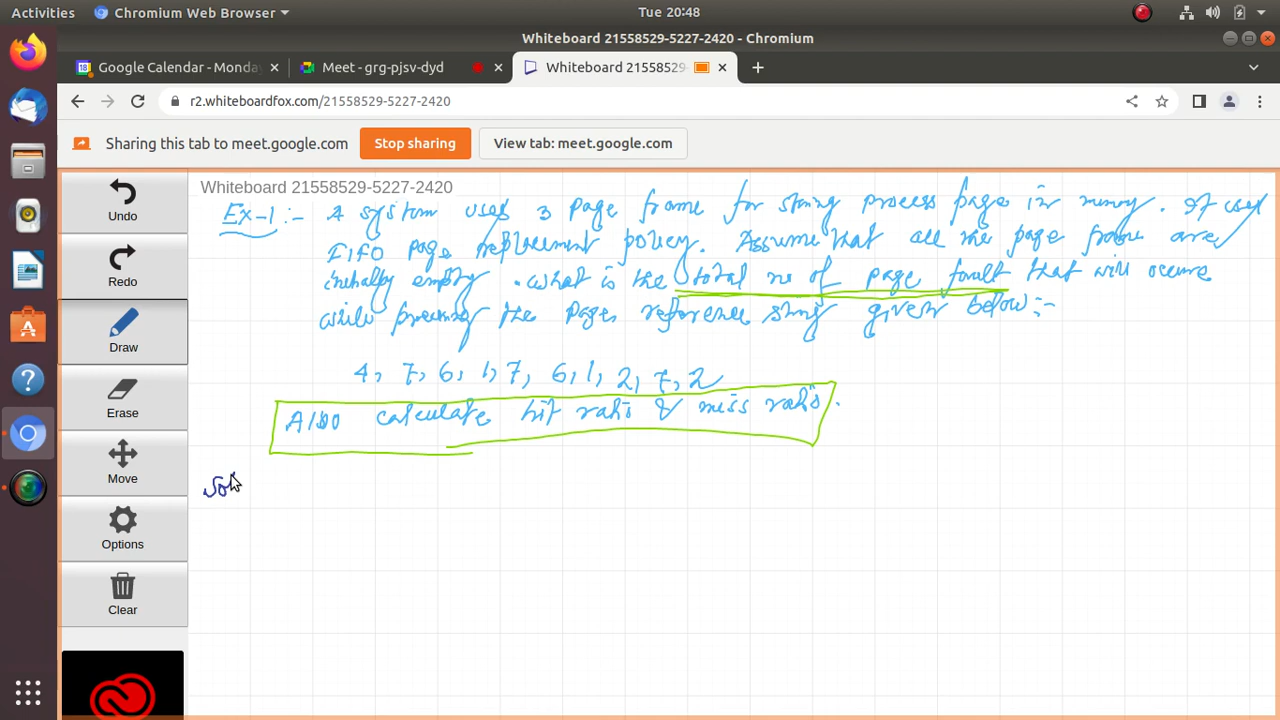 Activities
Chromium Web Browser
Tue 20:48
Whiteboard 21558529-5227-2420 - Chromium
18
Google Calendar - Monda
Meet - grg-pjsv-dyd
Whiteboard 21558529-
r2.whiteboardfox.com/21558529-5227-2420
Sharing this tab to meet.google.com
Stop sharing
View tab: meet.google.com
Undo
Redo
Draw
Erase
Move
Options
Clear
Whiteboard 21558529-5227-2420
Ex-1:- A system uses 3 page frame for string process page in memory. It used
FIFO page replacement policy. Assume that all the page frame are
initially empty. What is the total no of page fault that will occures
while processing the pages reference string given below:-
4, 7, 6, 1, 7, 6, 1, 2, 7, 2
Also calculate hit ratio & miss ratio.
Sol